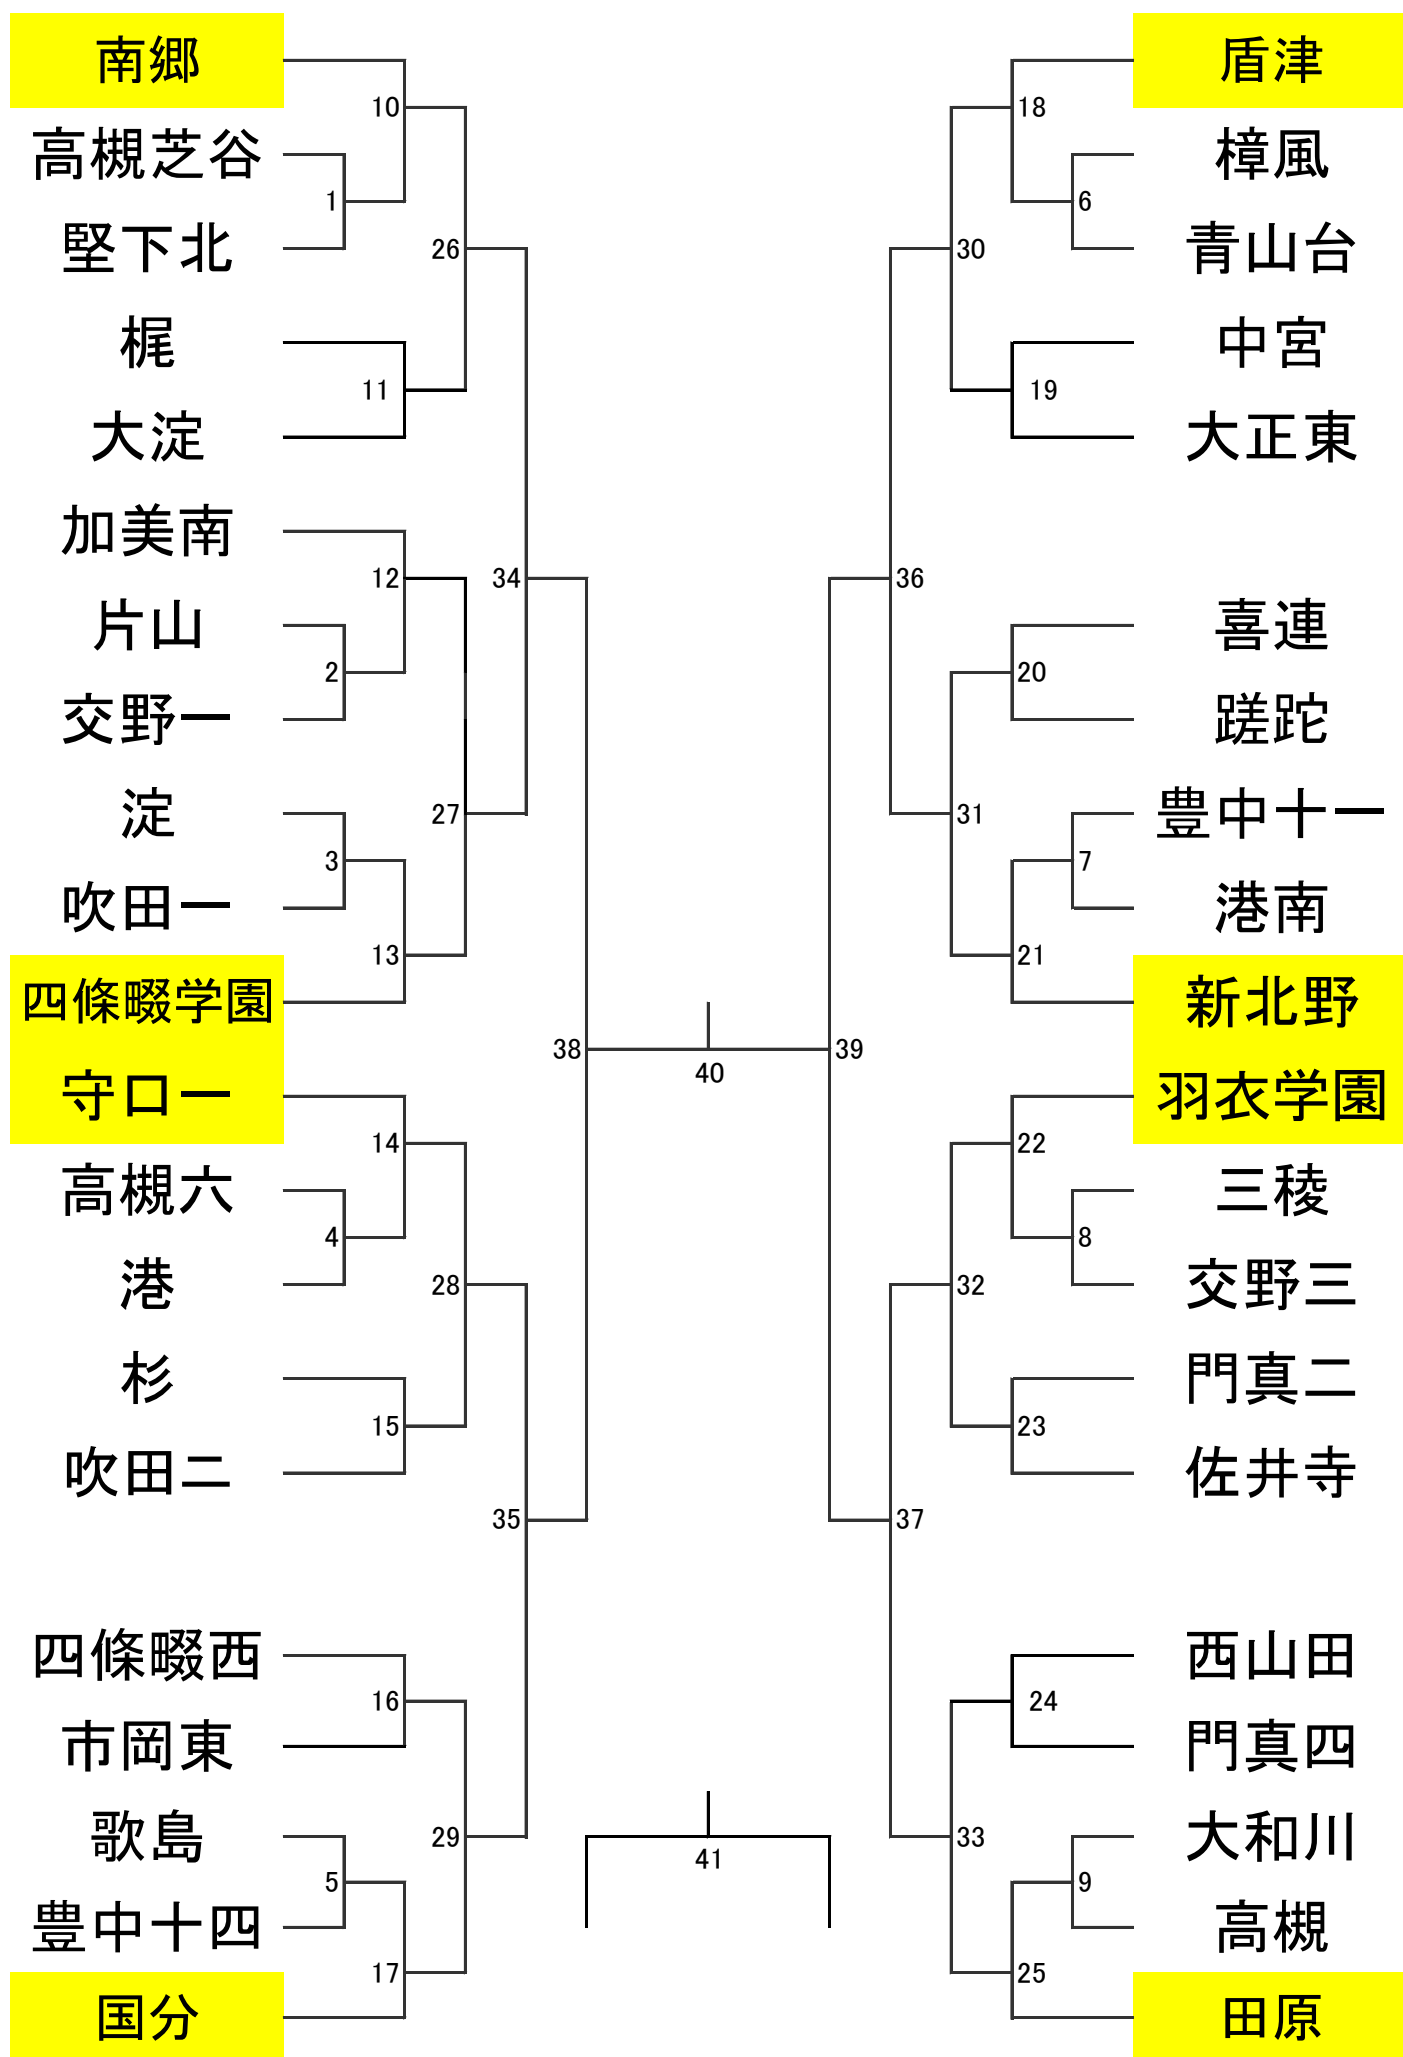 南郷
高槻芝谷
堅下北
梶
大淀
加美南
片山
交野一
淀
吹田一
四條畷学園
守口一
高槻六
港
杉
吹田二
四條畷西
市岡東
歌島
豊中十四
国分
1
2
3
4
5
10
11
12
13
14
15
16
17
26
27
28
29
34
35
38
40
41
39
36
37
30
31
32
33
18
19
20
21
22
23
24
25
6
7
8
9
盾津
樟風
青山台
中宮
大正東
喜連
蹉跎
豊中十一
港南
新北野
羽衣学園
三稜
交野三
門真二
佐井寺
西山田
門真四
大和川
高槻
田原